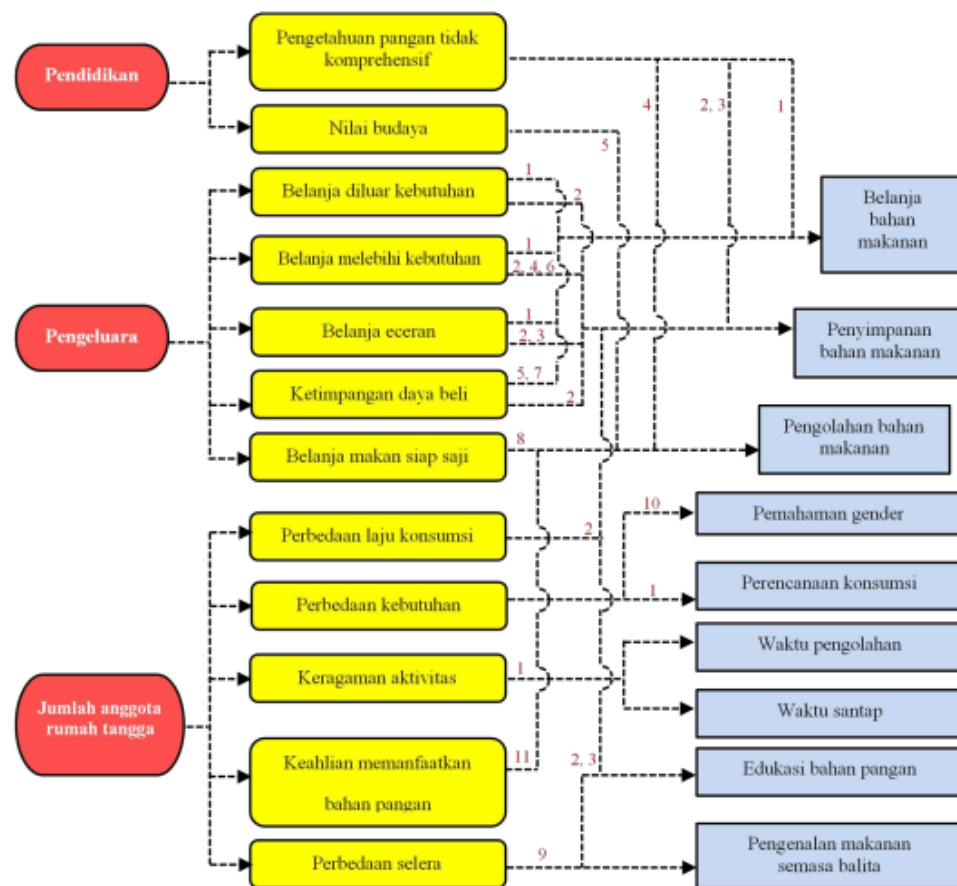 Pendidikan
Pengetahuan pangan tidak
komprehensif
Nilai budaya
4
2, 3
1
5
Pengeluara
Belanja diluar kebutuhan
1
2
Belanja melebihi kebutuhan
1
2, 4, 6
Belanja eceran
1
2, 3
Ketimpangan daya beli
5, 7
2
Belanja makan siap saji
8
Belanja
bahan
makanan
Penyimpanan
bahan makanan
Pengolahan bahan
makanan
Jumlah anggota
rumah tangga
Perbedaan laju konsumsi
2
Perbedaan kebutuhan
10
1
Keragaman aktivitas
1
Keahlian memanfaatkan
bahan pangan
11
2, 3
Perbedaan selera
9
Pemahaman gender
Perencanaan konsumsi
Waktu pengolahan
Waktu santap
Edukasi bahan pangan
Pengenalan makanan
semasa balita